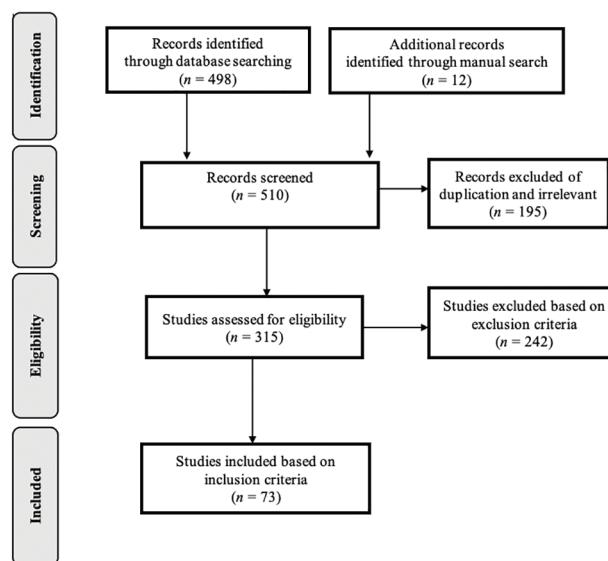 Identification
Records identified
through database searching
(n = 498)
Additional records
identified through manual search
(n = 12)
Screening
Records screened
(n = 510)
Records excluded of
duplication and irrelevant
(n = 195)
Eligibility
Studies assessed for eligibility
(n = 315)
Studies excluded based on
exclusion criteria
(n = 242)
Included
Studies included based on
inclusion criteria
(n = 73)